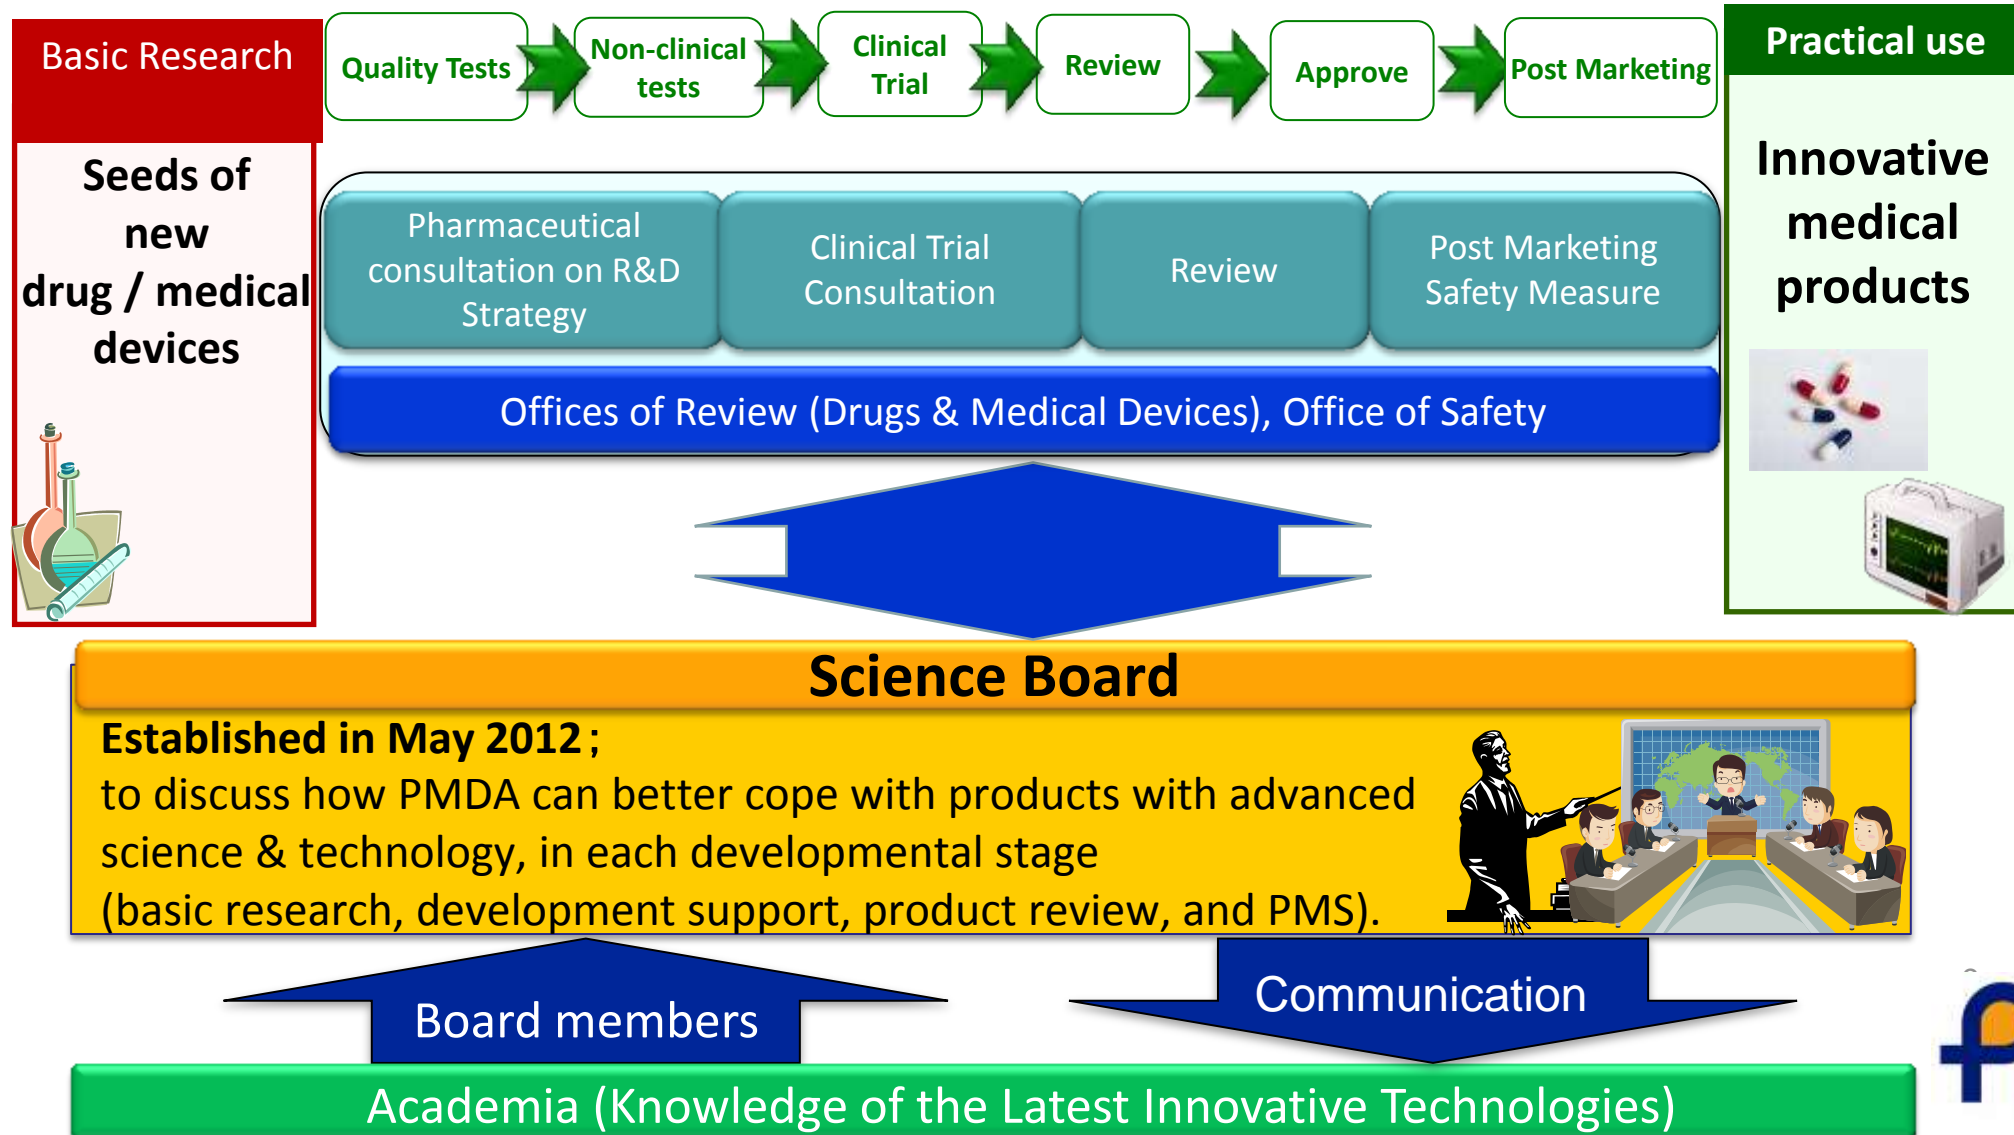 Basic Research
Seeds of
new
drug / medical
devices
Quality Tests
Non-clinical
tests
Clinical
Trial
Review
Approve
Post Marketing
Practical use
Innovative
medical
products
Pharmaceutical
consultation on R&D
Strategy
Clinical Trial
Consultation
Review
Post Marketing
Safety Measure
Offices of Review (Drugs & Medical Devices), Office of Safety
Science Board
Established in May 2012;
to discuss how PMDA can better cope with products with advanced
science & technology, in each developmental stage
(basic research, development support, product review, and PMS).
Board members
Communication
Academia (Knowledge of the Latest Innovative Technologies)